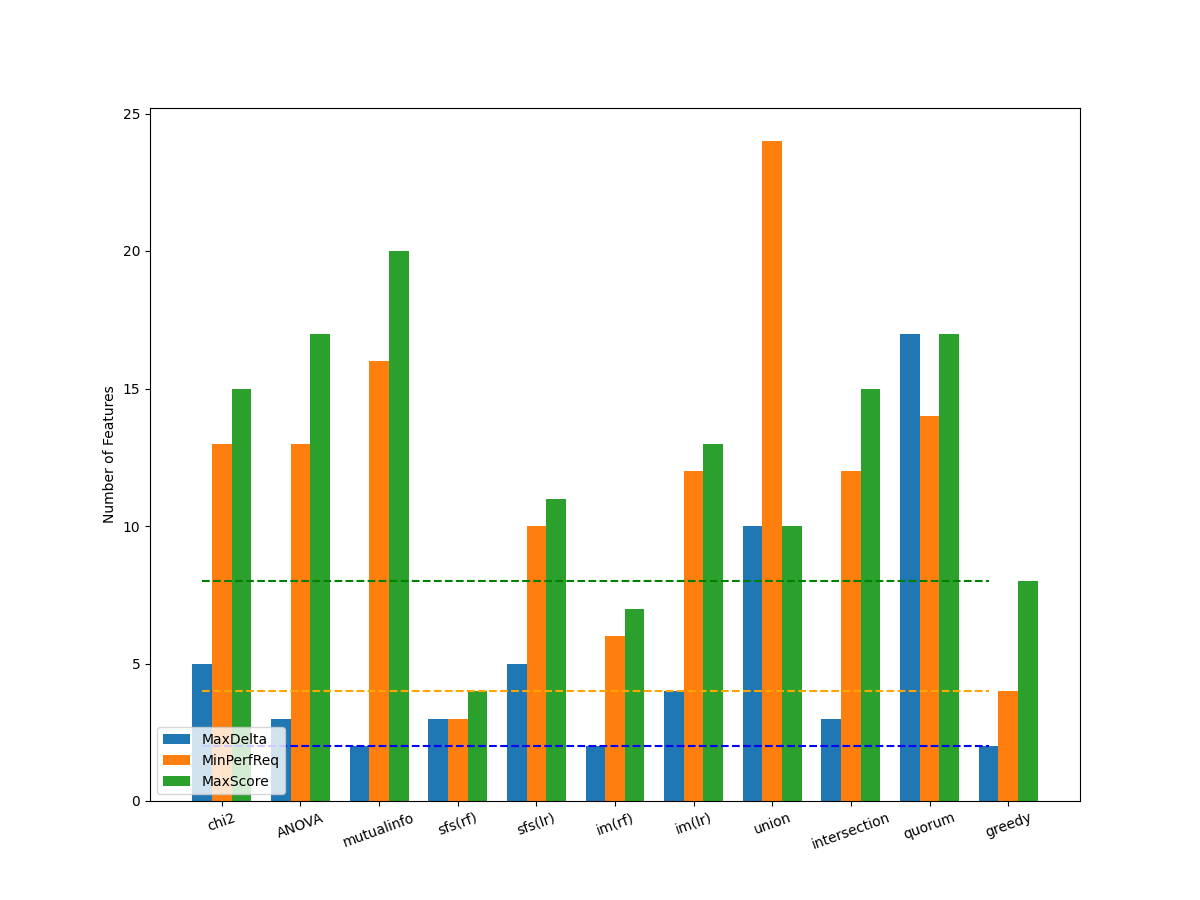 25
20
15
10
5
0
Number of Features
MaxDelta
MinPerfReq
MaxScore
chi2
ANOVA
mutualinfo
sfs(rf)
sfs(lr)
im(rf)
im(lr)
union
intersection
quorum
greedy